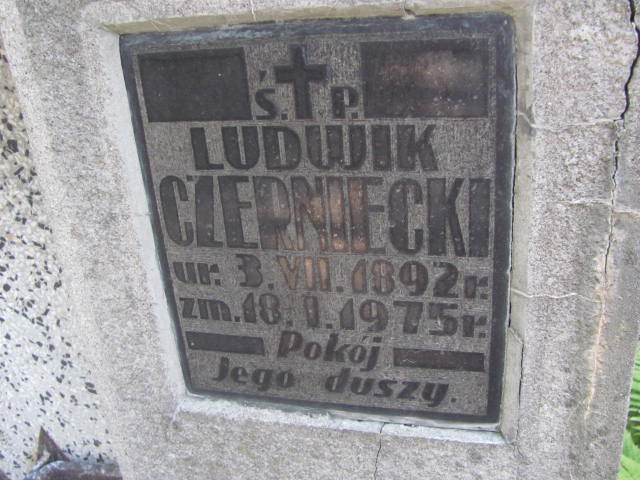 Ś. P.
LUDWIK
CZERNIECKI
ur. 3. VII. 1892 r.
zm. 18. I. 1975 r.
Pokój
Jego duszy.